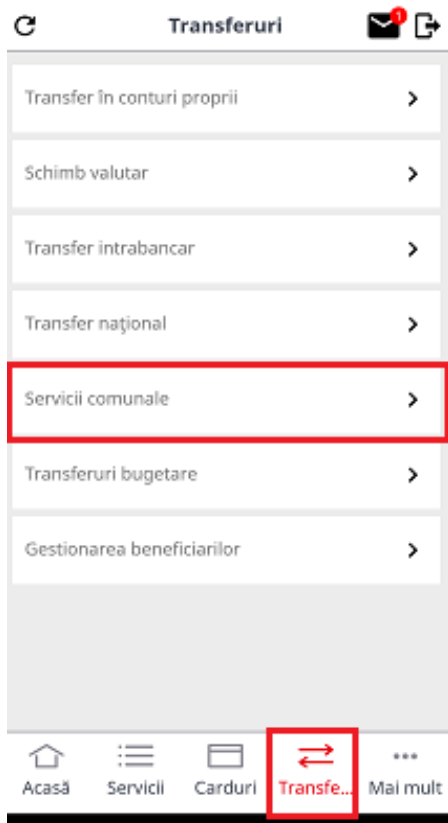 Transferuri
1
Transfer în conturi proprii
Schimb valutar
Transfer intrabancar
Transfer naţional
Servicii comunale
Transferuri bugetare
Gestionarea beneficiarilor
Acasă Servicii Carduri Transfe... Mai mult